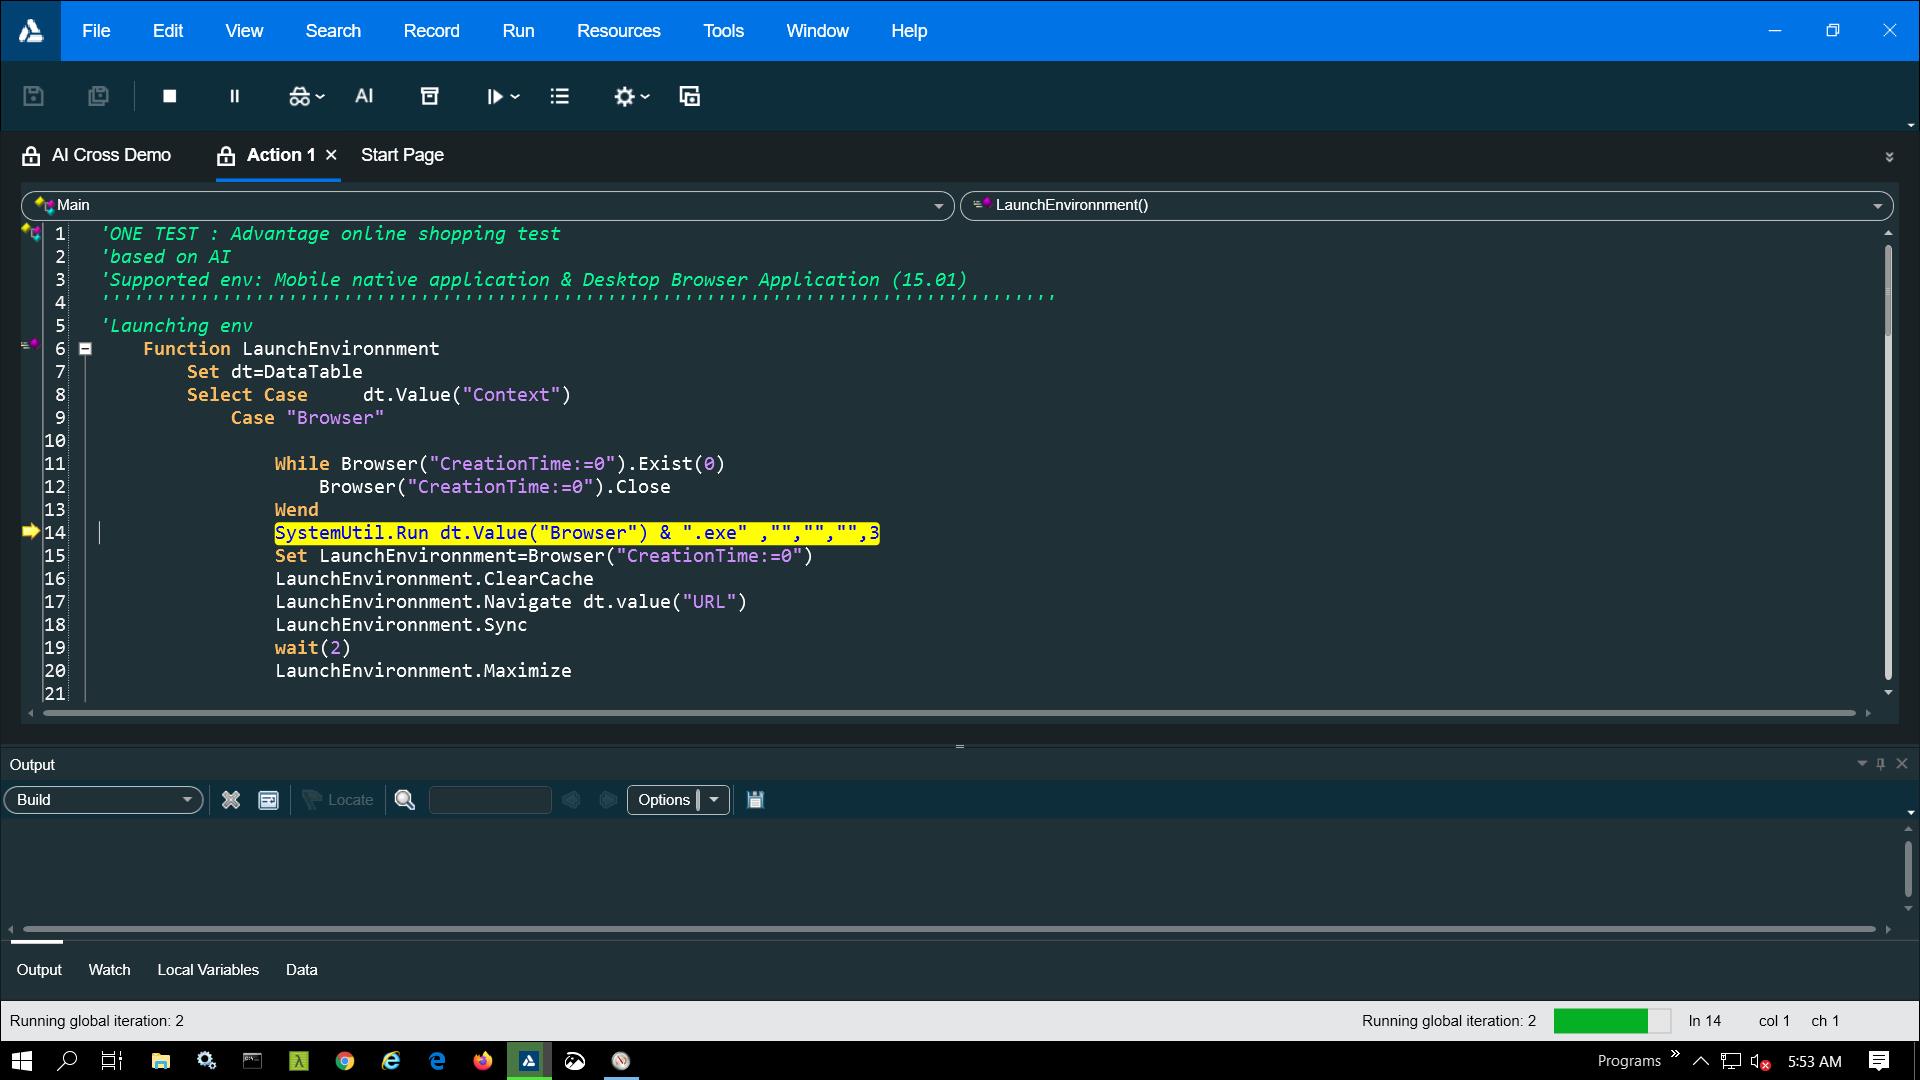 File Edit View Search Record Run Resources Tools Window Help
AI
AI Cross Demo Action 1 Start Page
Main LaunchEnvironnment()
1 'ONE TEST : Advantage online shopping test
2 'based on AI
3 'Supported env: Mobile native application & Desktop Browser Application (15.01)
4 '''''''''''''''''''''''''''''''''''''''''''''''''''''''''''''''''''''''''''''''''''''''
5 'Launching env
6 Function LaunchEnvironnment
7 Set dt=DataTable
8 Select Case dt.Value("Context")
9 Case "Browser"
10
11 While Browser("CreationTime:=0").Exist(0)
12 Browser("CreationTime:=0").Close
13 Wend
14 SystemUtil.Run dt.Value("Browser") & ".exe" ,"","","",3
15 Set LaunchEnvironnment=Browser("CreationTime:=0")
16 LaunchEnvironnment.ClearCache
17 LaunchEnvironnment.Navigate dt.value("URL")
18 LaunchEnvironnment.Sync
19 wait(2)
20 LaunchEnvironnment.Maximize
21
Output
Build Locate Options
Output Watch Local Variables Data
Running global iteration: 2 Running global iteration: 2 ln 14 col 1 ch 1
Programs » 5:53 AM